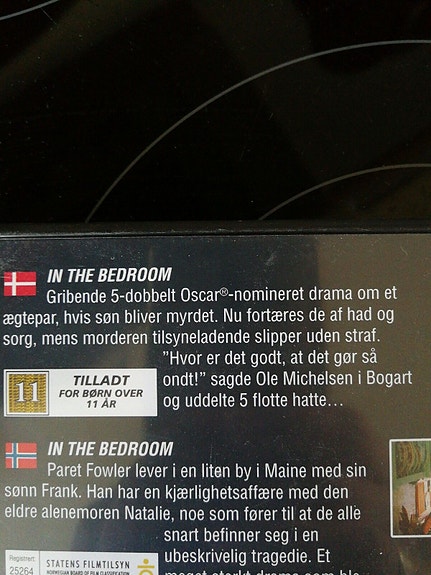 IN THE BEDROOM
Gribende 5-dobbelt Oscar®-nomineret drama om et
ægtepar, hvis søn bliver myrdet. Nu fortæres de af had og
sorg, mens morderen tilsyneladende slipper uden straf.
"Hvor er det godt, at det gør så
ondt!" sagde Ole Michelsen i Bogart
og uddelte 5 flotte hatte...
11
TILLADT
FOR BØRN OVER
11 ÅR
IN THE BEDROOM
Paret Fowler lever i en liten by i Maine med sin
sønn Frank. Han har en kjærlighetsaffære med den
eldre alenemoren Natalie, noe som fører til at de alle
snart befinner seg i en
ubeskrivelig tragedie. Et
Registrert
25264
STATENS FILMTILSYN
NORWEGIAN BOARD OF FILM CLASSIFICATION
meget sterkt drama som ble